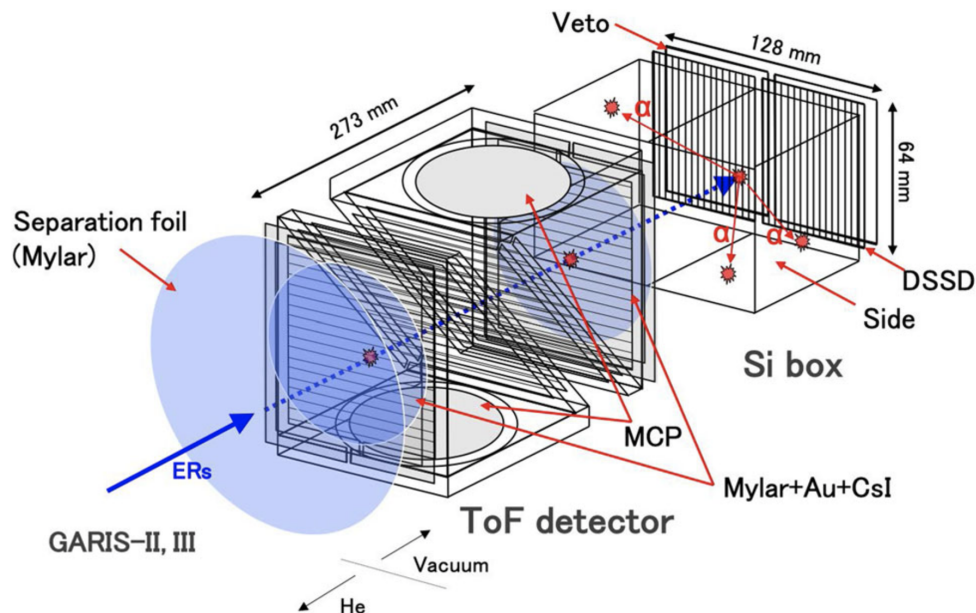 Veto
128 mm
273 mm
α
64 mm
Separation foil
(Mylar)
α
α
DSSD
Side
Si box
MCP
ERs
Mylar+Au+CsI
ToF detector
GARIS-II, III
Vacuum
He